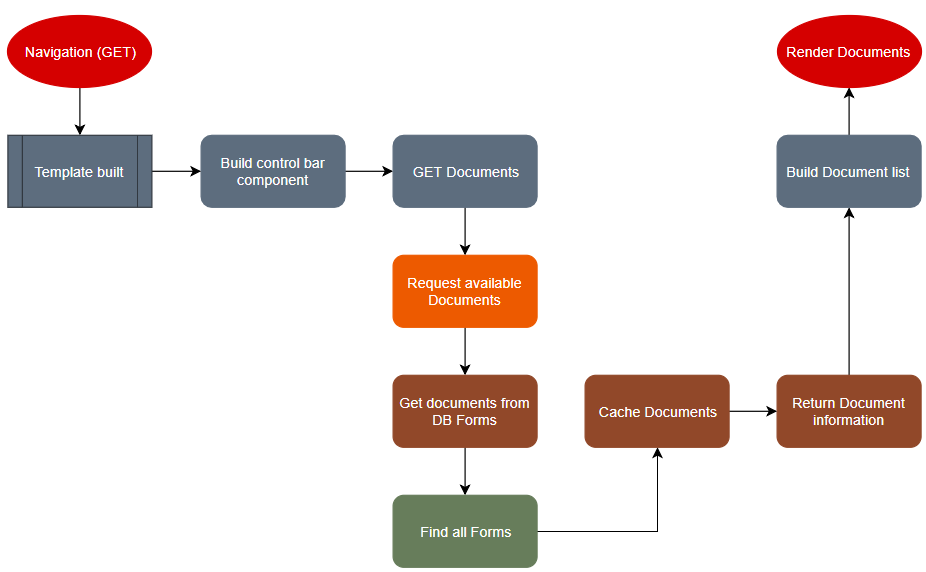 Navigation (GET)
Render Documents
Template built
Build control bar
component
GET Documents
Build Document list
Request available
Documents
Get documents from
DB Forms
Cache Documents
Return Document
information
Find all Forms